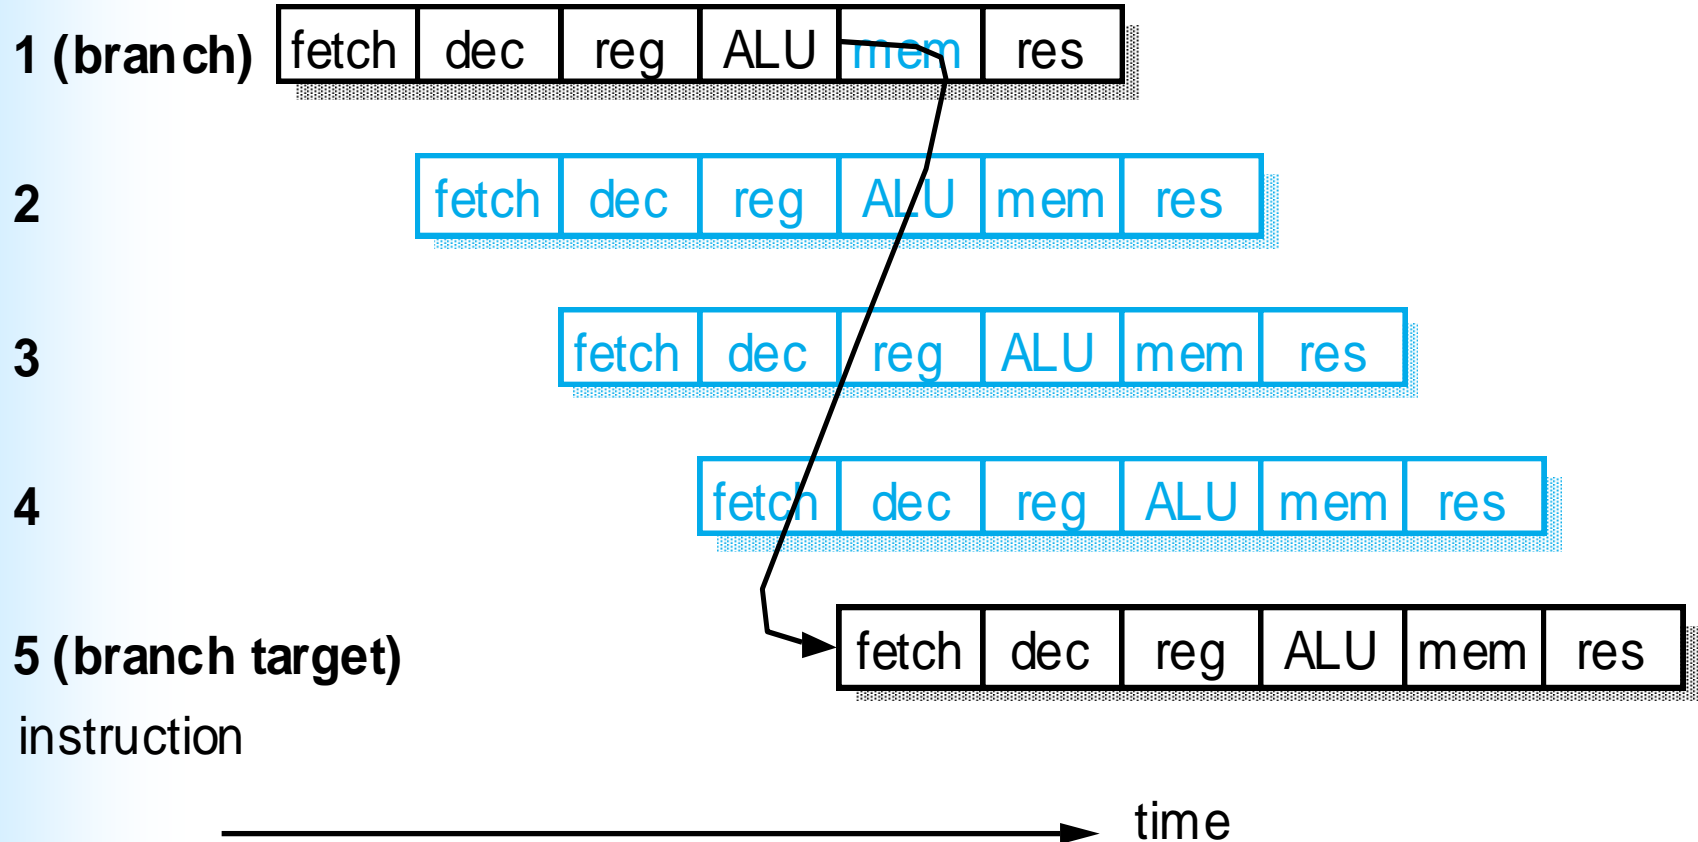 1 (branch) fetch dec reg ALU mem res
2 fetch dec reg ALU mem res
3 fetch dec reg ALU mem res
4 fetch dec reg ALU mem res
5 (branch target) fetch dec reg ALU mem res
instruction
time